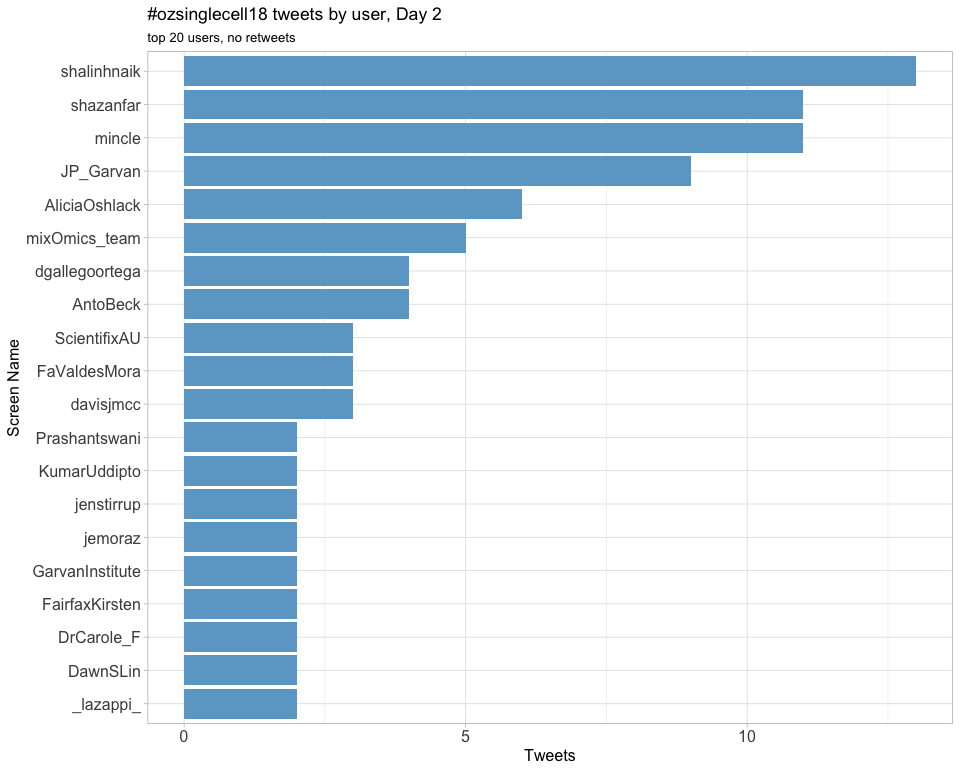 #ozsinglecell18 tweets by user, Day 2
top 20 users, no retweets
Screen Name
shalinhnaik
shazanfar
mincle
JP_Garvan
AliciaOshlack
mixOmics_team
dgallegoortega
AntoBeck
ScientifixAU
FaValdesMora
davisjmcc
Prashantswani
KumarUddipto
jenstirrup
jemoraz
GarvanInstitute
FairfaxKirsten
DrCarole_F
DawnSLin
_lazappi_
0 5 10
Tweets